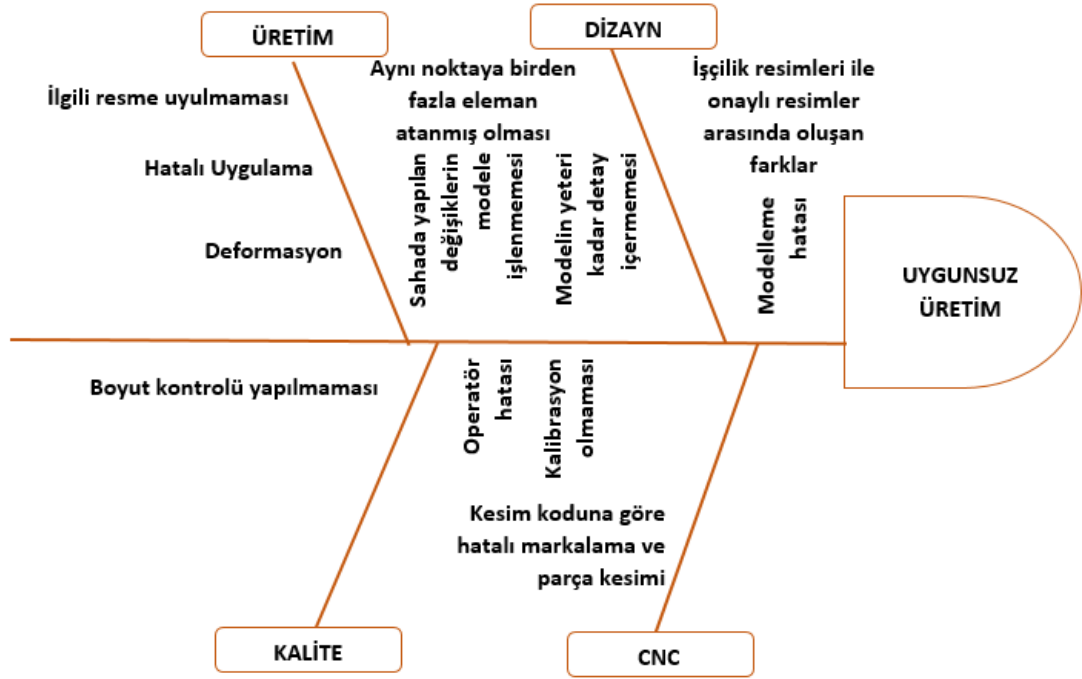 ÜRETİM
DİZAYN
İlgili resme uyulmaması
Hatalı Uygulama
Deformasyon
Aynı noktaya birden
fazla eleman
atanmış olması
Sahada yapılan
değişiklerin
modele
işlenmemesi
Modelin yeteri
kadar detay
içermemesi
İşçilik resimleri ile
onaylı resimler
arasında oluşan
farklar
Modelleme
hatası
UYGUNSUZ
ÜRETİM
Boyut kontrolü yapılmaması
Operatör
hatası
Kalibrasyon
olmaması
Kesim koduna göre
hatalı markalama ve
parça kesimi
KALİTE
CNC